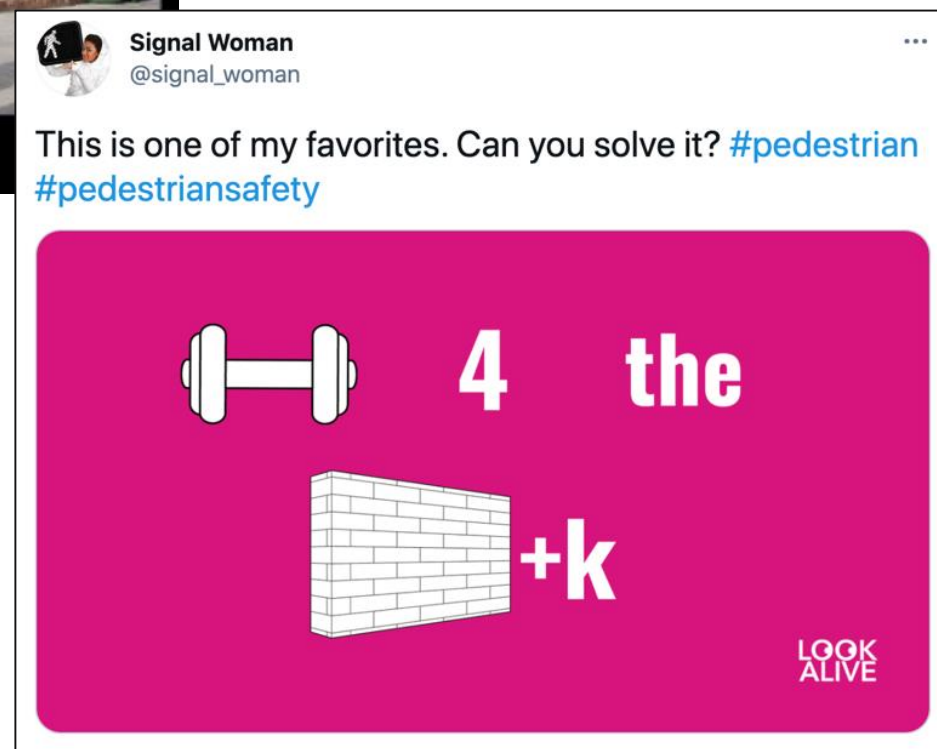 Signal Woman
@signal_woman
This is one of my favorites. Can you solve it? #pedestrian
#pedestriansafety
4 the
+k
LOOK
ALIVE